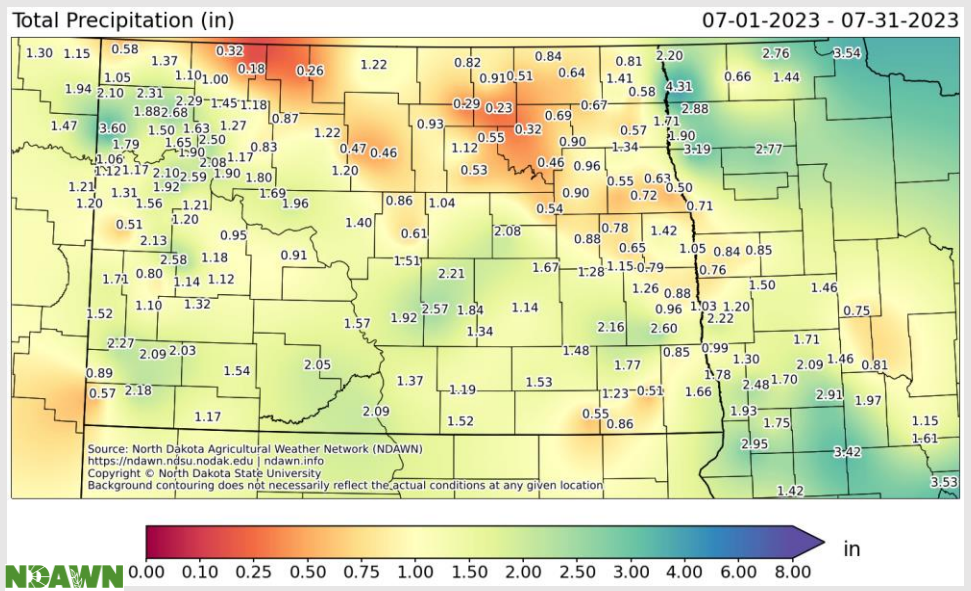 Total Precipitation (in) 07-01-2023 - 07-31-2023
1.30 1.15 0.58 0.32 0.82 0.84 0.81 2.20 2.76 3.54
1.37 0.18 0.26 1.22 0.64 0.66 1.44
1.05 1.10 1.00 0.91 0.51 1.41
1.94 2.10 2.31 0.58 4.31
2.29 1.45 1.18 0.29 0.23 0.67 2.88
1.88 2.68 0.87 0.69
1.47 3.60 1.50 1.63 1.27 1.22 0.93 0.32 0.57 1.71
1.79 1.65 2.50 0.83 0.55 0.90 1.34 1.90
1.90 0.47 0.46 1.12 3.19 2.77
1.06 2.08 1.17 0.46 0.96
1.12 1.17 2.10 2.59 1.90 1.80 1.20 0.53
1.21 1.31 1.92 1.69 0.90 0.55 0.63 0.50
1.20 1.56 1.21 1.96 0.86 1.04 0.54 0.72 0.71
0.51 1.20 1.40 0.61 2.08 0.78 1.42
2.13 0.95 0.88 0.65 1.05 0.84 0.85
2.58 1.18 0.91 1.51 1.67 1.28 1.15 0.79 0.76
1.71 0.80 1.14 1.12 2.21 1.26 0.88 1.50 1.46
1.52 1.10 1.32 1.92 2.57 1.84 1.14 0.96 1.03 1.20 0.75
1.57 1.34 2.16 2.60 2.22
2.27 2.09 2.03 1.48 0.85 0.99 1.71
0.89 1.54 2.05 1.77 1.30 2.09 1.46 0.81
0.57 2.18 1.37 1.19 1.53 1.23 0.51 1.78 2.48 1.70
1.66 2.91 1.97
1.17 2.09 1.52 0.55 0.86 1.93 1.75 1.15
2.95 3.42 1.61
1.42 3.53
Source: North Dakota Agricultural Weather Network (NDAWN)
https://ndawn.ndsu.nodak.edu | ndawn.info
Copyright © North Dakota State University
Background contouring does not necessarily reflect the actual conditions at any given location
in
0.00 0.10 0.25 0.50 0.75 1.00 1.50 2.00 2.50 3.00 4.00 6.00 8.00
NDAWN